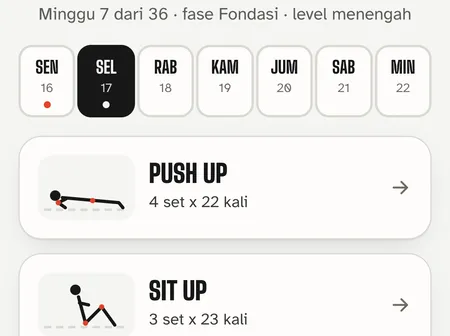 Minggu 7 dari 36 · fase Fondasi · level menengah
SEN SEL RAB KAM JUM SAB MIN
16 17 18 19 20 21 22
PUSH UP
4 set x 22 kali
SIT UP
3 set x 23 kali